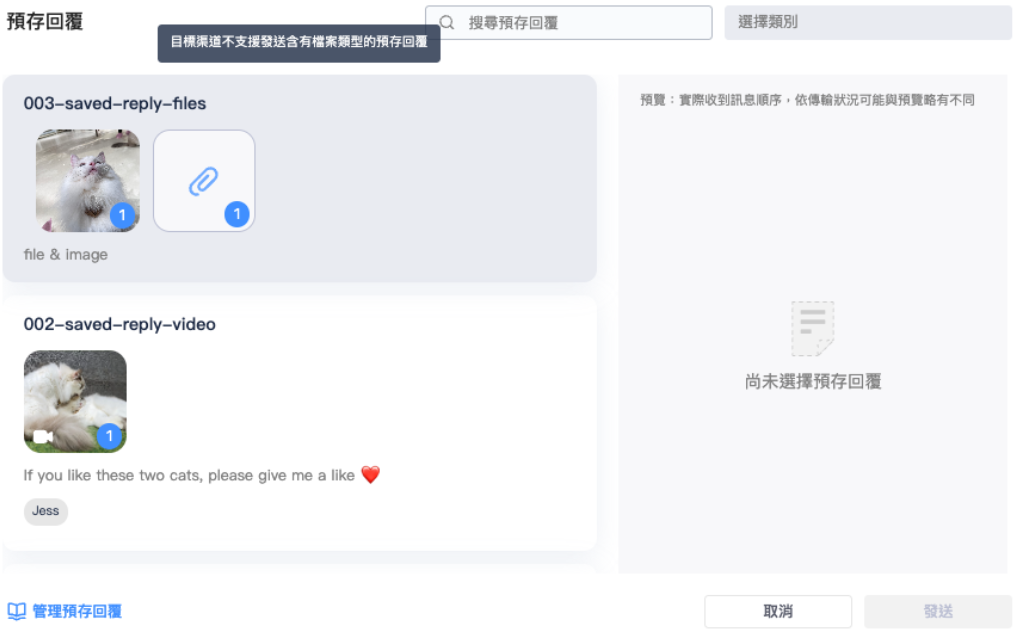 預存回覆
搜尋預存回覆
選擇類別
目標渠道不支援發送含有檔案類型的預存回覆
003-saved-reply-files
1
1
file & image
002-saved-reply-video
1
If you like these two cats, please give me a like ❤️
Jess
預覽：實際收到訊息順序，依傳輸狀況可能與預覽略有不同
尚未選擇預存回覆
管理預存回覆
取消
發送